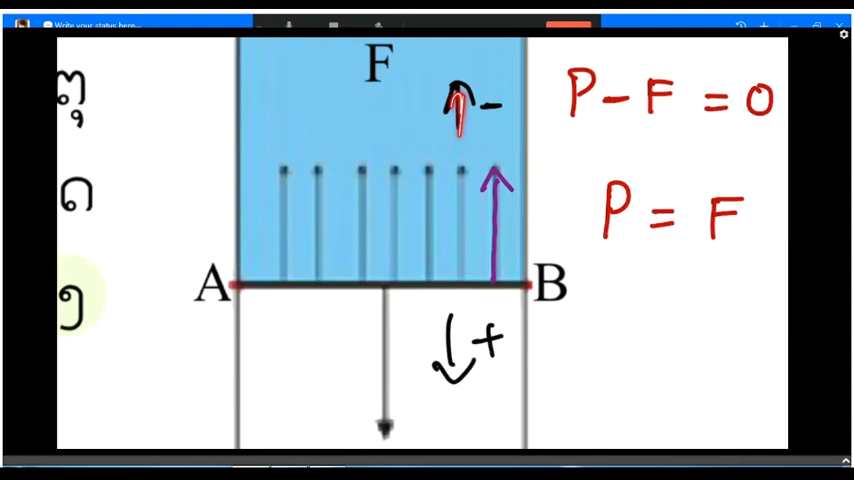 Write your status here...
F
P - F = 0
P = F
-
A
B
+